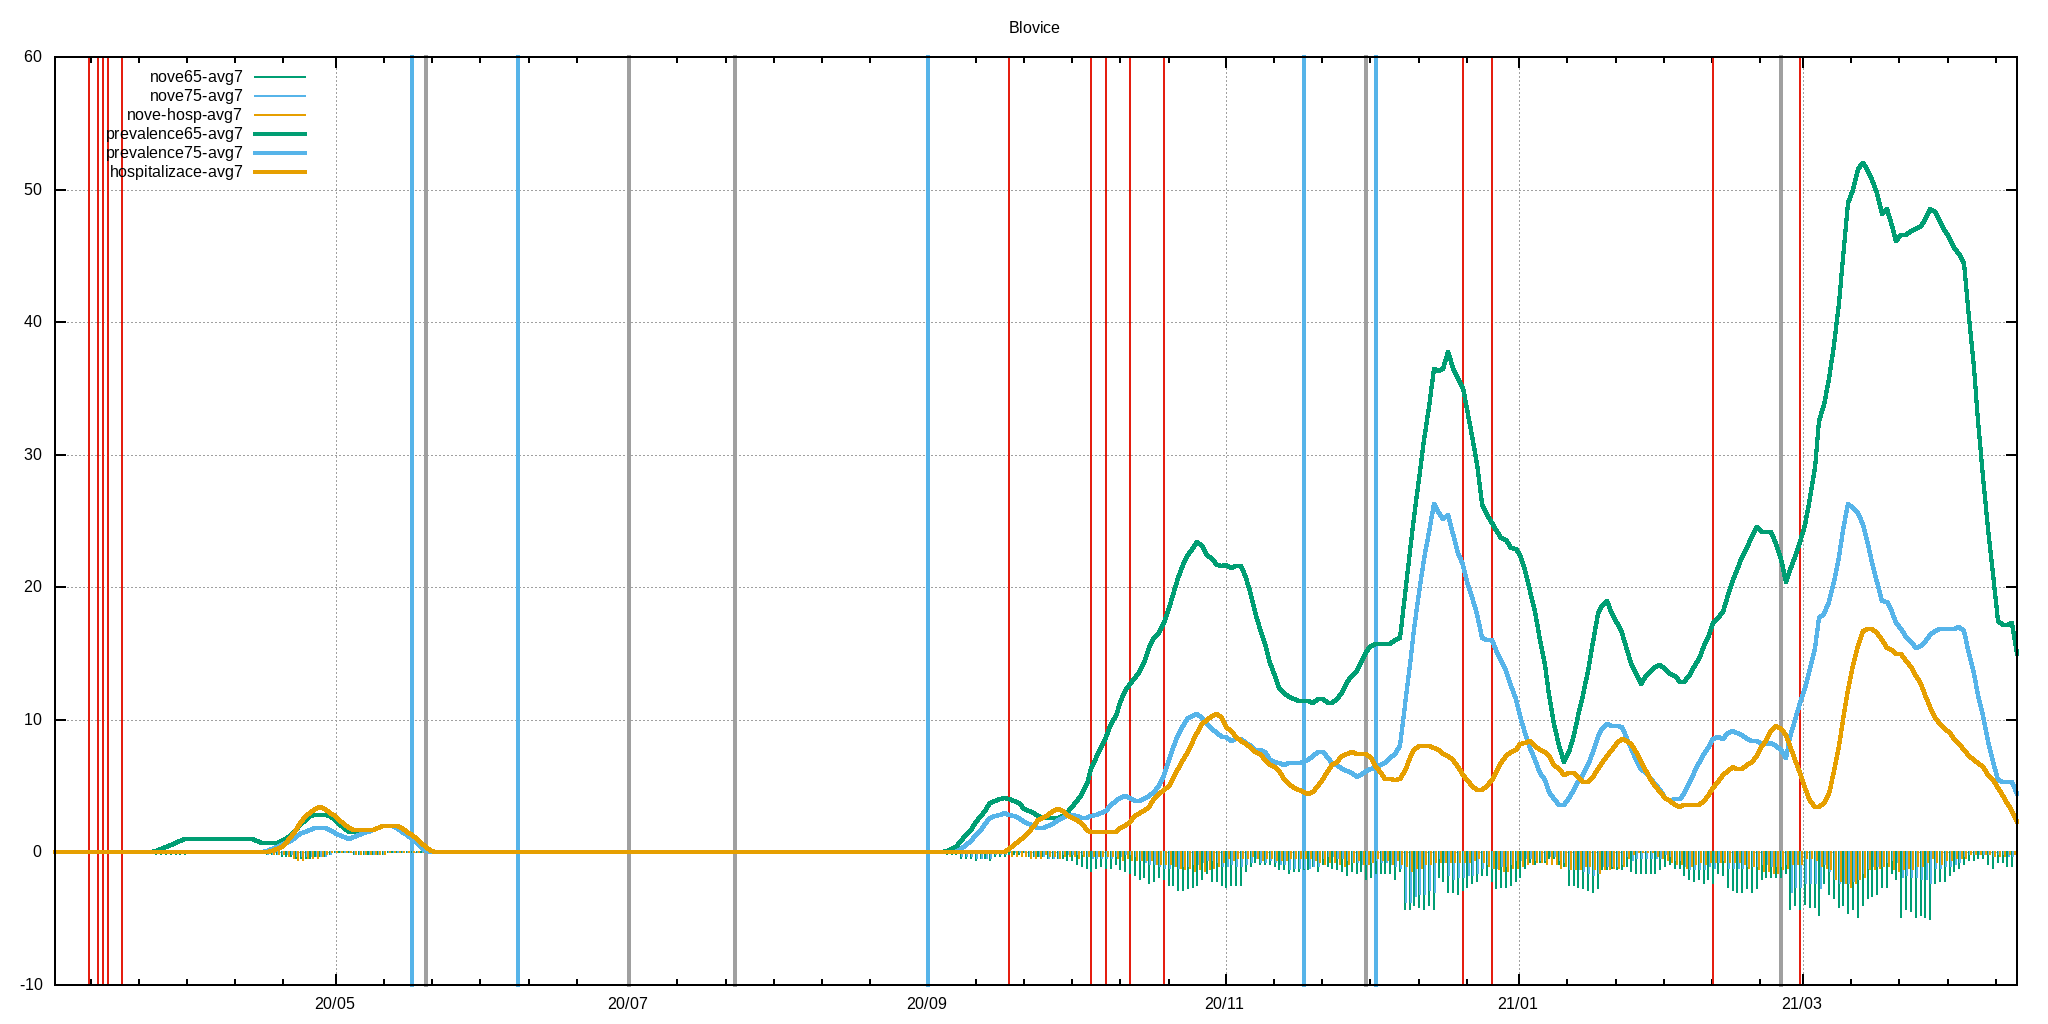 Blovice
60
nove65-avg7
nove75-avg7
nove-hosp-avg7
prevalence65-avg7
prevalence75-avg7
hospitalizace-avg7
50
40
30
20
10
0
-10
20/05 20/07 20/09 20/11 21/01 21/03